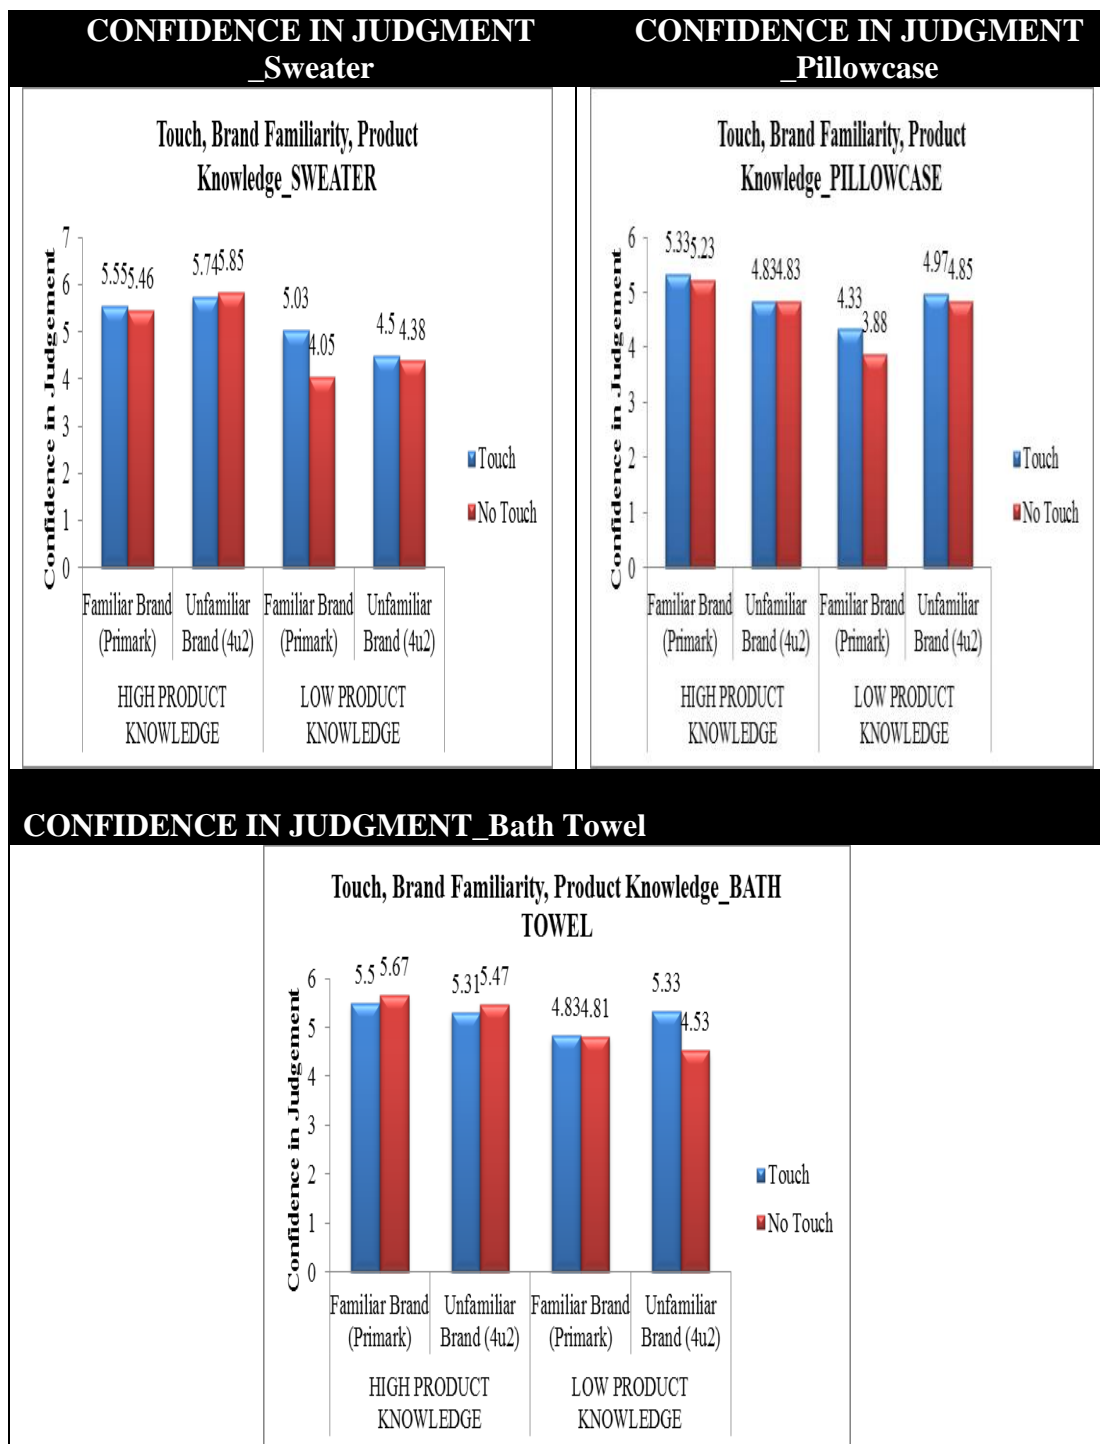 CONFIDENCE IN JUDGMENT
_Sweater
CONFIDENCE IN JUDGMENT
_Pillowcase
Touch, Brand Familiarity, Product
Knowledge_SWEATER
Confidence in Judgement
7
6
5
4
3
2
1
0
5.55 5.46
5.74 5.85
5.03
4.05
4.5 4.38
Touch
No Touch
Familiar Brand
(Primark)
Unfamiliar
Brand (4u2)
Familiar Brand
(Primark)
Unfamiliar
Brand (4u2)
HIGH PRODUCT
KNOWLEDGE
LOW PRODUCT
KNOWLEDGE
Touch, Brand Familiarity, Product
Knowledge_PILLOWCASE
Confidence in Judgement
6
5
4
3
2
1
0
5.33 5.23
4.83 4.83
4.33
3.88
4.97 4.85
Touch
No Touch
Familiar Brand
(Primark)
Unfamiliar
Brand (4u2)
Familiar Brand
(Primark)
Unfamiliar
Brand (4u2)
HIGH PRODUCT
KNOWLEDGE
LOW PRODUCT
KNOWLEDGE
CONFIDENCE IN JUDGMENT_Bath Towel
Touch, Brand Familiarity, Product Knowledge_BATH
TOWEL
Confidence in Judgement
6
5
4
3
2
1
0
5.5 5.67
5.31 5.47
4.83 4.81
5.33
4.53
Touch
No Touch
Familiar Brand
(Primark)
Unfamiliar
Brand (4u2)
Familiar Brand
(Primark)
Unfamiliar
Brand (4u2)
HIGH PRODUCT
KNOWLEDGE
LOW PRODUCT
KNOWLEDGE